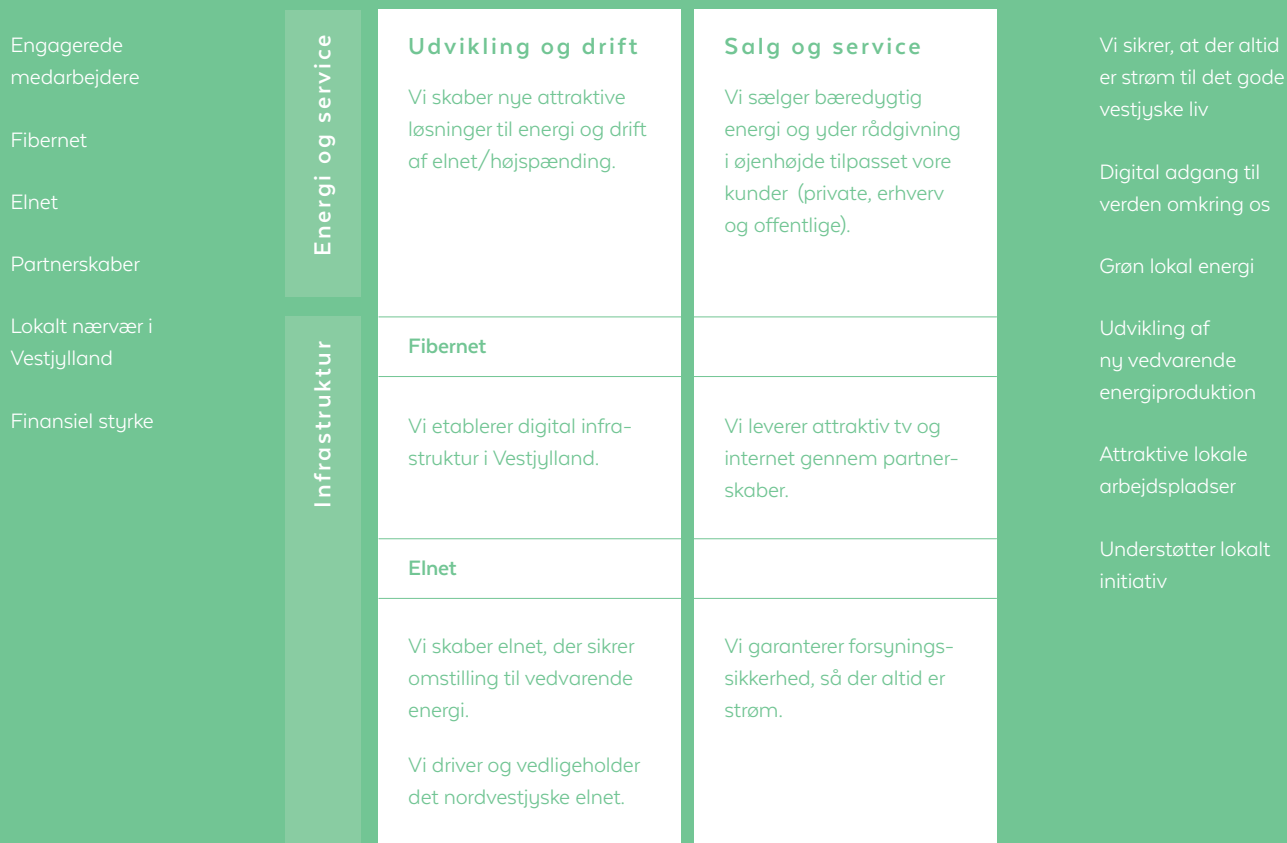 Engagerede
medarbejdere
Fibernet
Elnet
Partnerskaber
Lokalt nærvær i
Vestjylland
Finansiel styrke
Energi og service
Udvikling og drift
Vi skaber nye attraktive
løsninger til energi og drift
af elnet/højspænding.
Salg og service
Vi sælger bæredygtig
energi og yder rådgivning
i øjenhøjde tilpasset vore
kunder (private, erhverv
og offentlige).
Infrastruktur
Fibernet
Vi etablerer digital infra-
struktur i Vestjylland.
Vi leverer attraktiv tv og
internet gennem partner-
skaber.
Elnet
Vi skaber elnet, der sikrer
omstilling til vedvarende
energi.
Vi driver og vedligeholder
det nordvestjyske elnet.
Vi garanterer forsynings-
sikkerhed, så der altid er
strøm.
Vi sikrer, at der altid
er strøm til det gode
vestjyske liv
Digital adgang til
verden omkring os
Grøn lokal energi
Udvikling af
ny vedvarende
energiproduktion
Attraktive lokale
arbejdspladser
Understøtter lokalt
initiativ